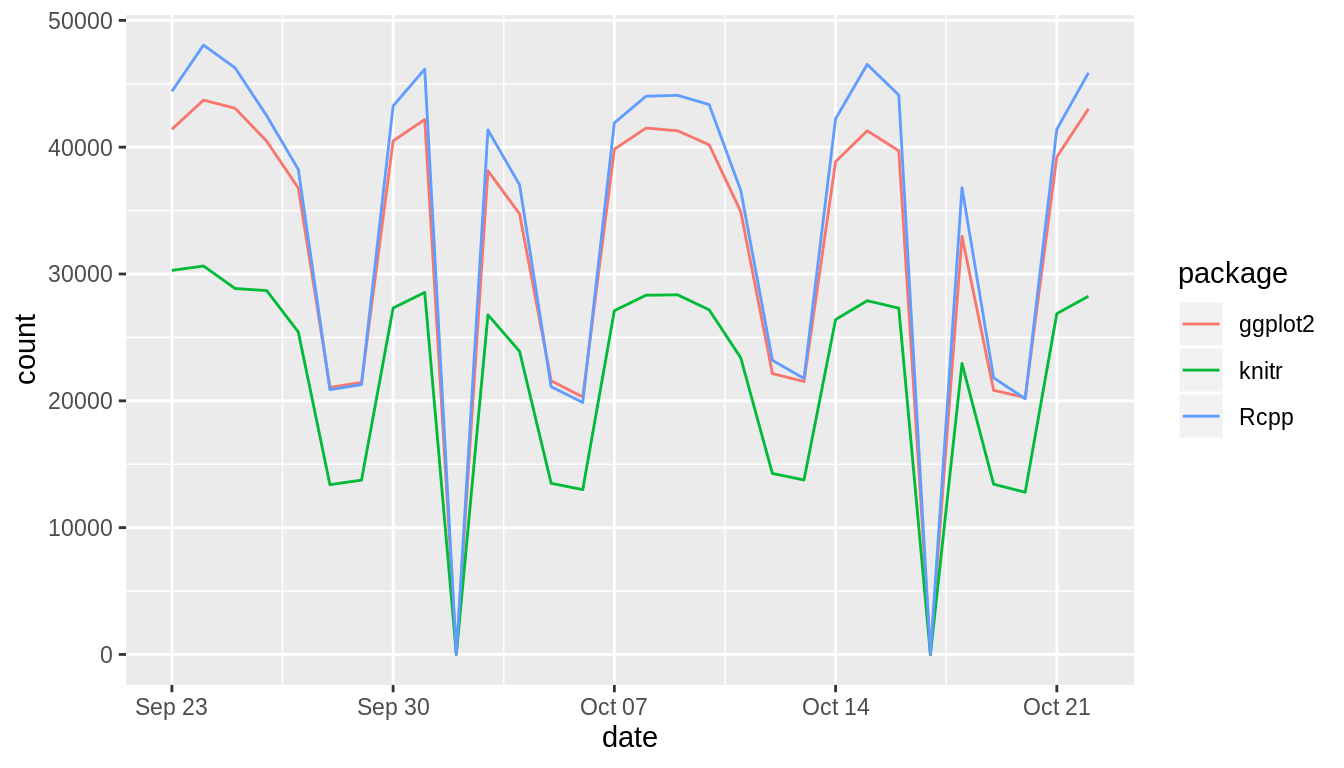 50000
40000
30000
20000
10000
0
count
Sep 23 Sep 30 Oct 07 Oct 14 Oct 21
date
package
ggplot2
knitr
Rcpp